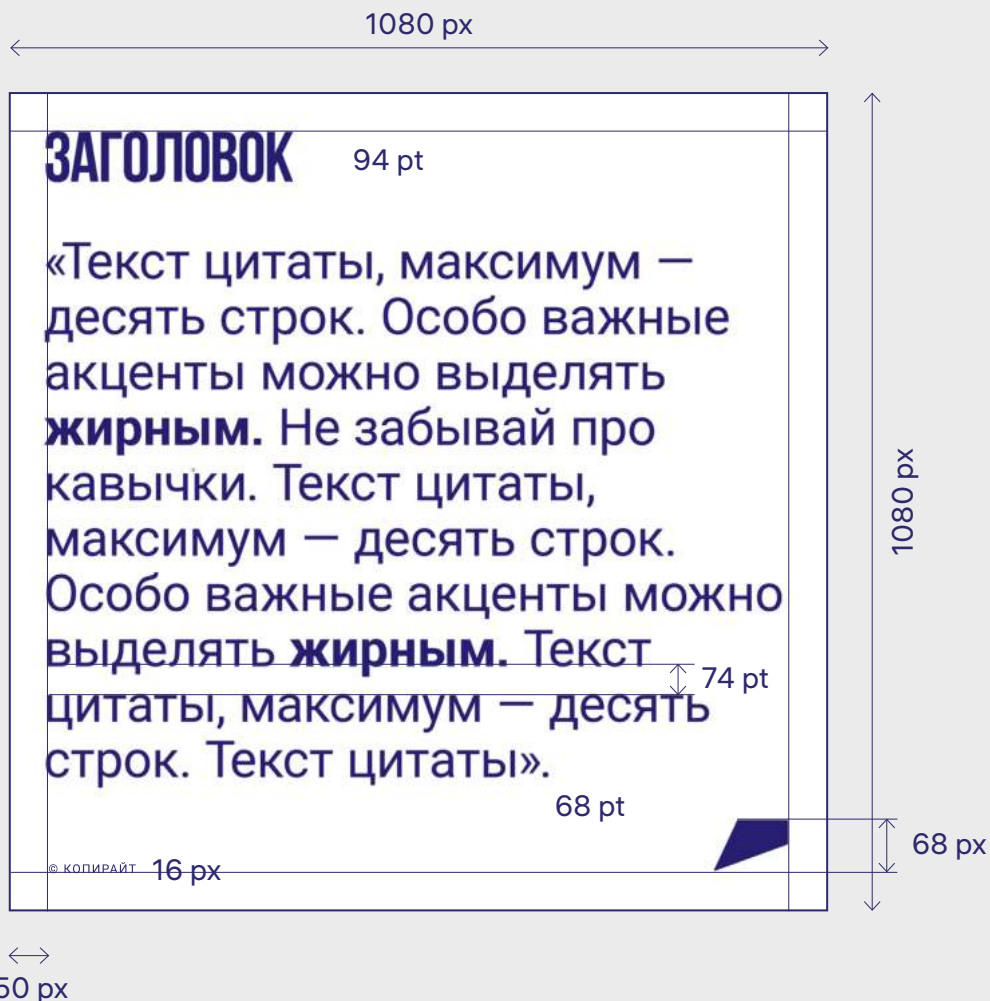 1080 px
ЗАГОЛОВОК
94 pt
«Текст цитаты, максимум —
десять строк. Особо важные
акценты можно выделять
жирным. Не забывай про
кавычки. Текст цитаты,
максимум — десять строк.
Особо важные акценты можно
выделять жирным. Текст
цитаты, максимум — десять
строк. Текст цитаты».
1080 px
74 pt
68 pt
68 px
© КОПИРАЙТ
16 px
50 px